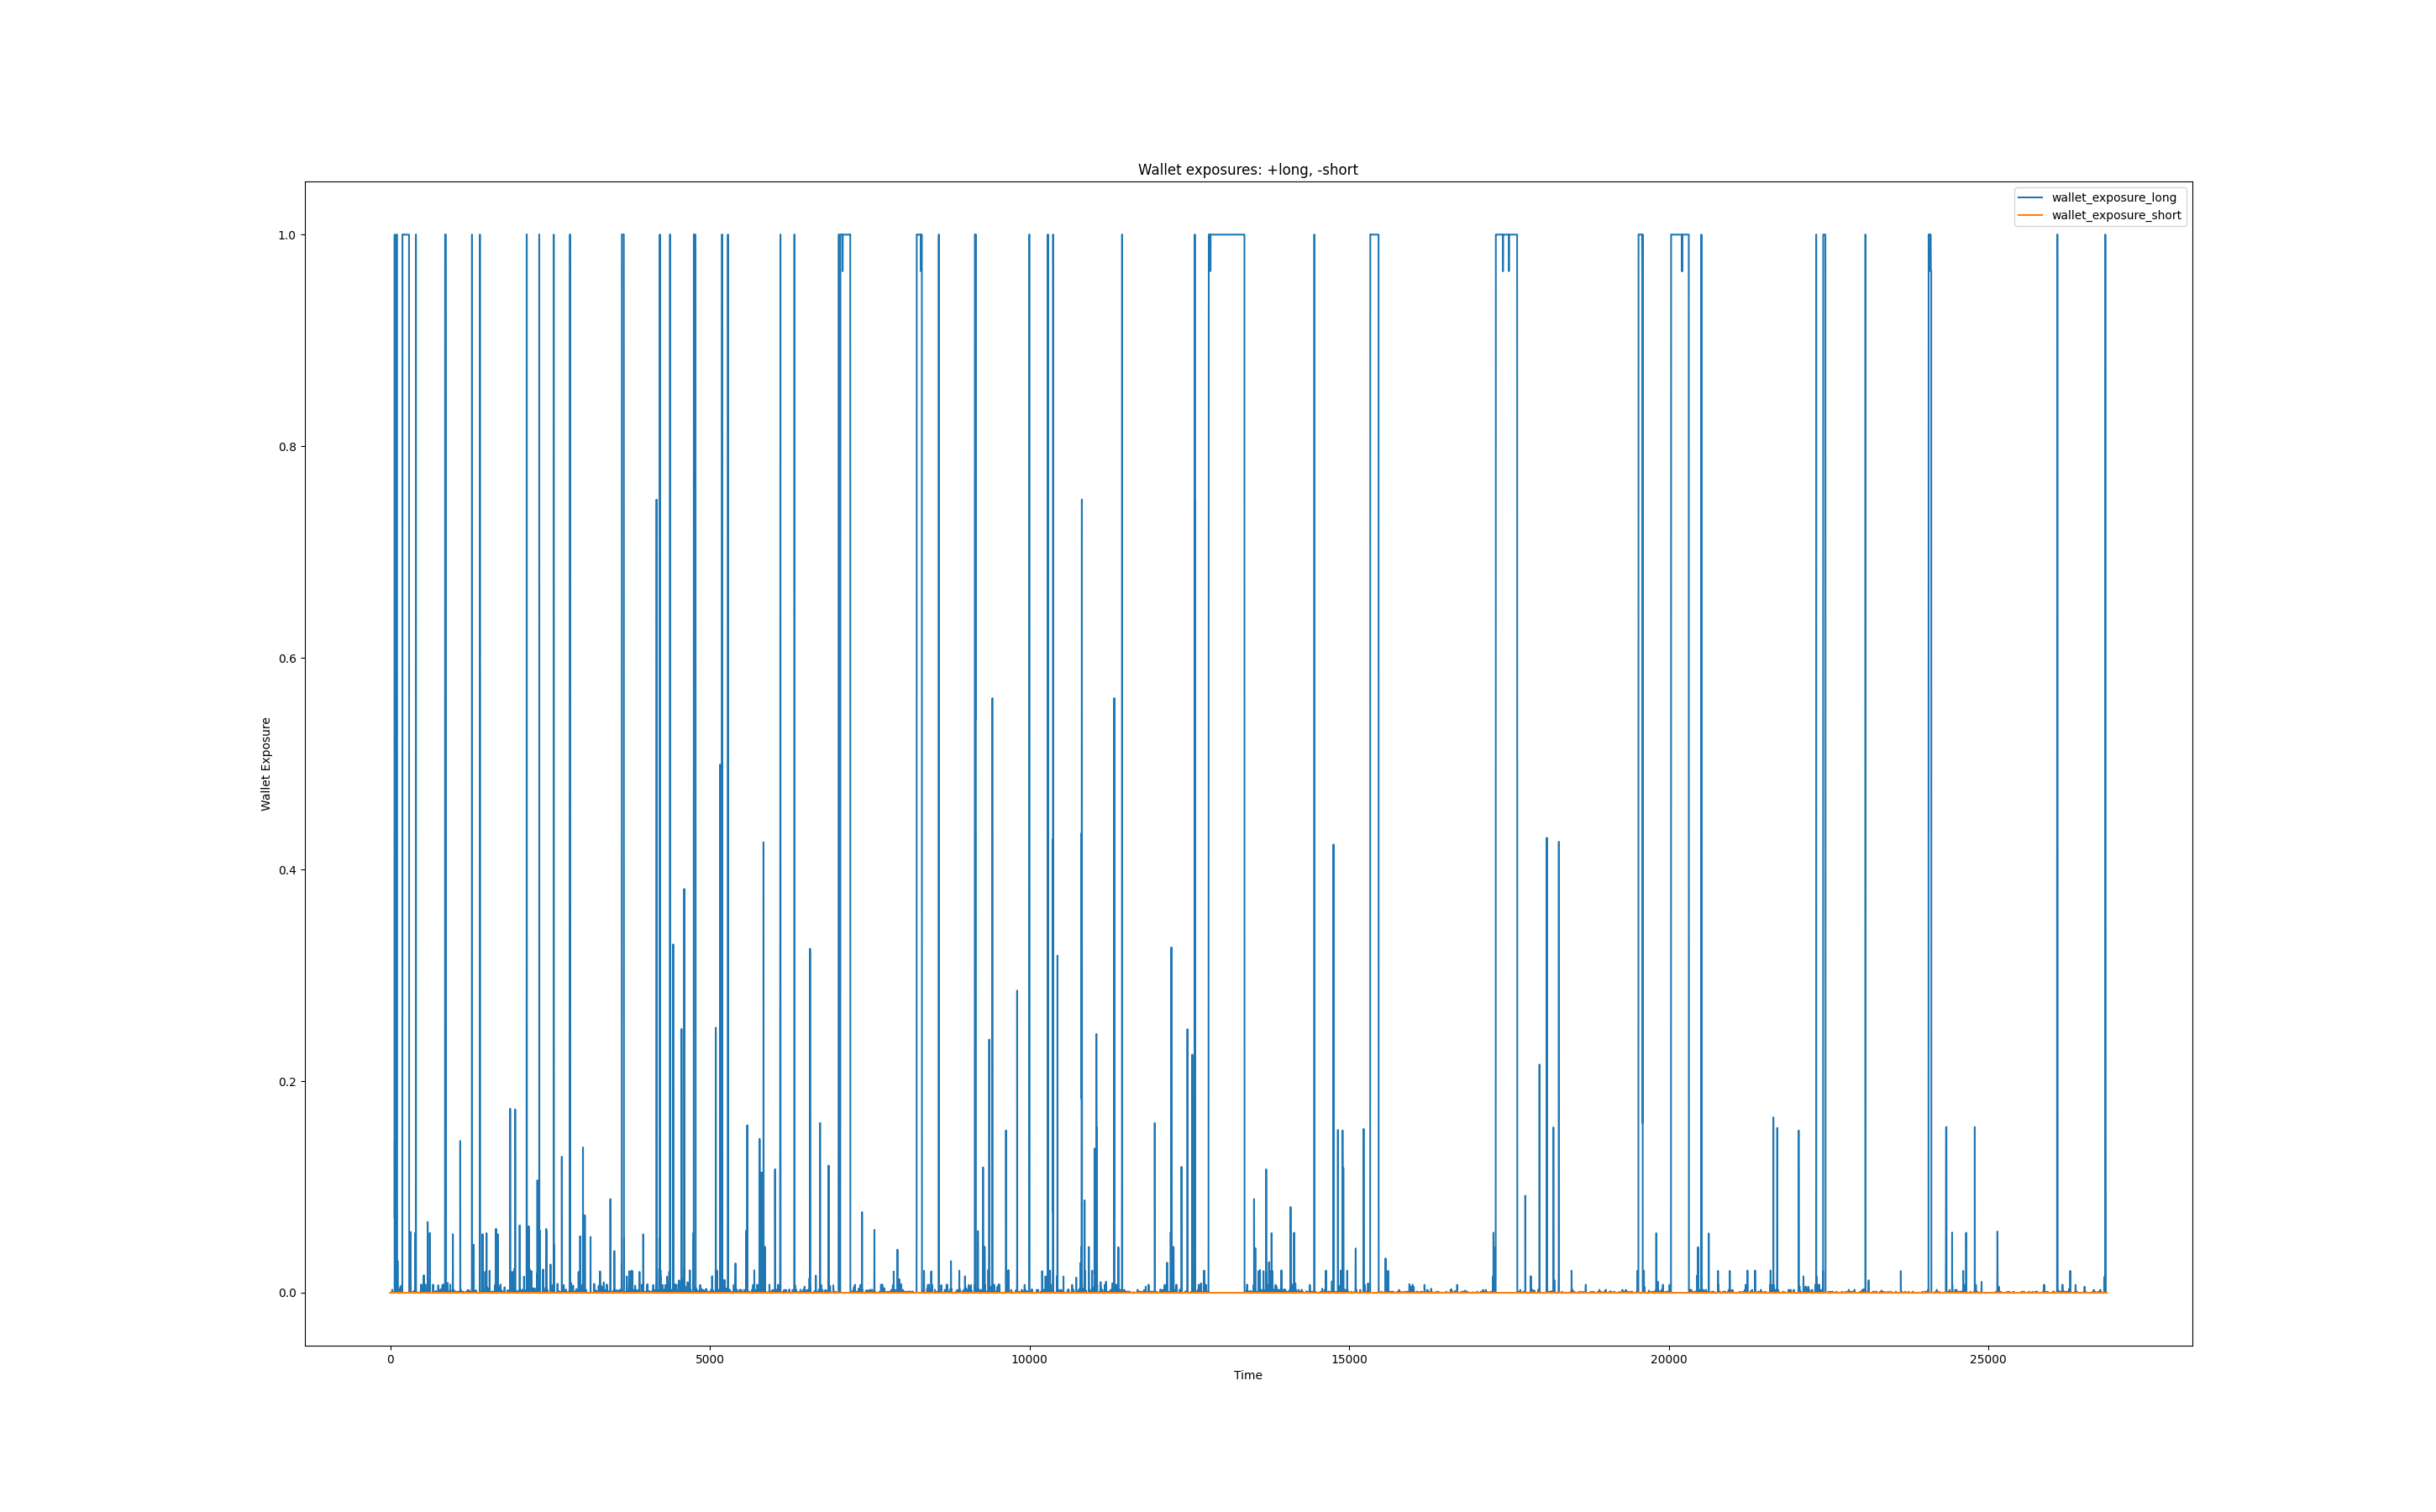 Wallet exposures: +long, -short
wallet_exposure_long
wallet_exposure_short
1.0
0.8
0.6
0.4
0.2
0.0
Wallet Exposure
0
5000
10000
15000
20000
25000
Time